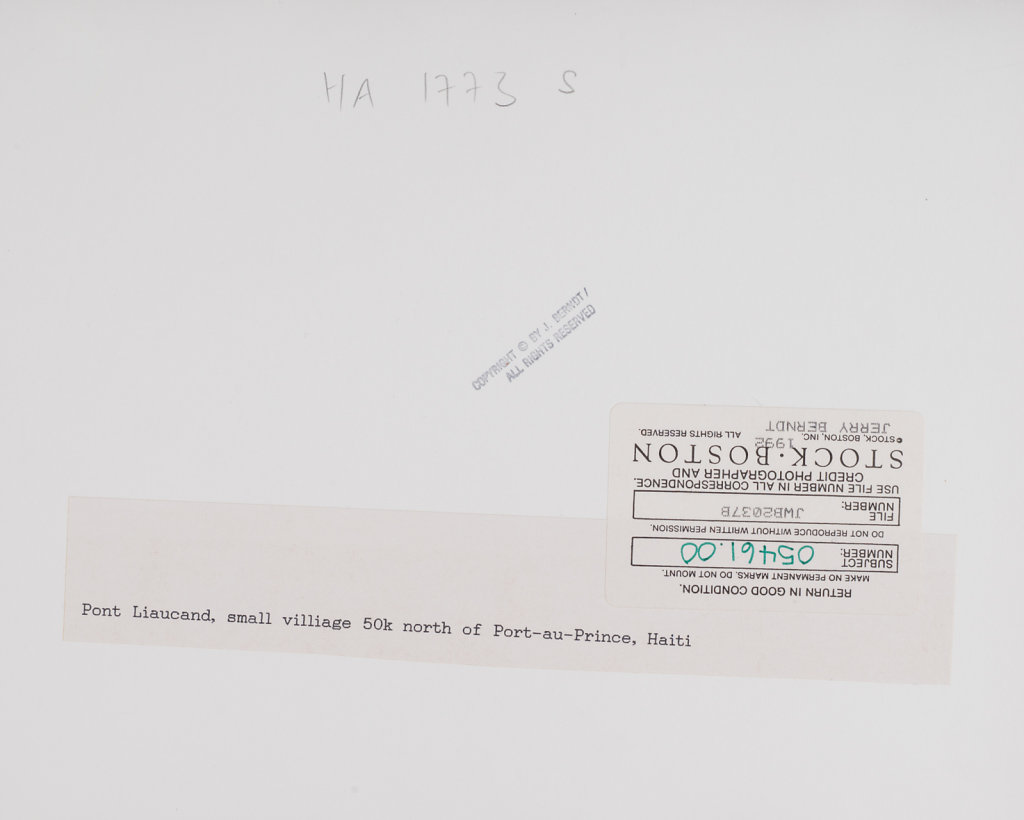 HA 1773 S
COPYRIGHT © BY J. BERNDT /
ALL RIGHTS RESERVED
RETURN IN GOOD CONDITION.
MAKE NO PERMANENT MARKS. DO NOT MOUNT.
SUBJECT NUMBER: 05461.00
DO NOT REPRODUCE WITHOUT WRITTEN PERMISSION.
FILE NUMBER: JWB2037B
USE FILE NUMBER IN ALL CORRESPONDENCE.
CREDIT PHOTOGRAPHER AND
STOCK·BOSTON
© STOCK, BOSTON, INC. 1992 ALL RIGHTS RESERVED.
JERRY BERNDT
Pont Liaucand, small villiage 50k north of Port-au-Prince, Haiti